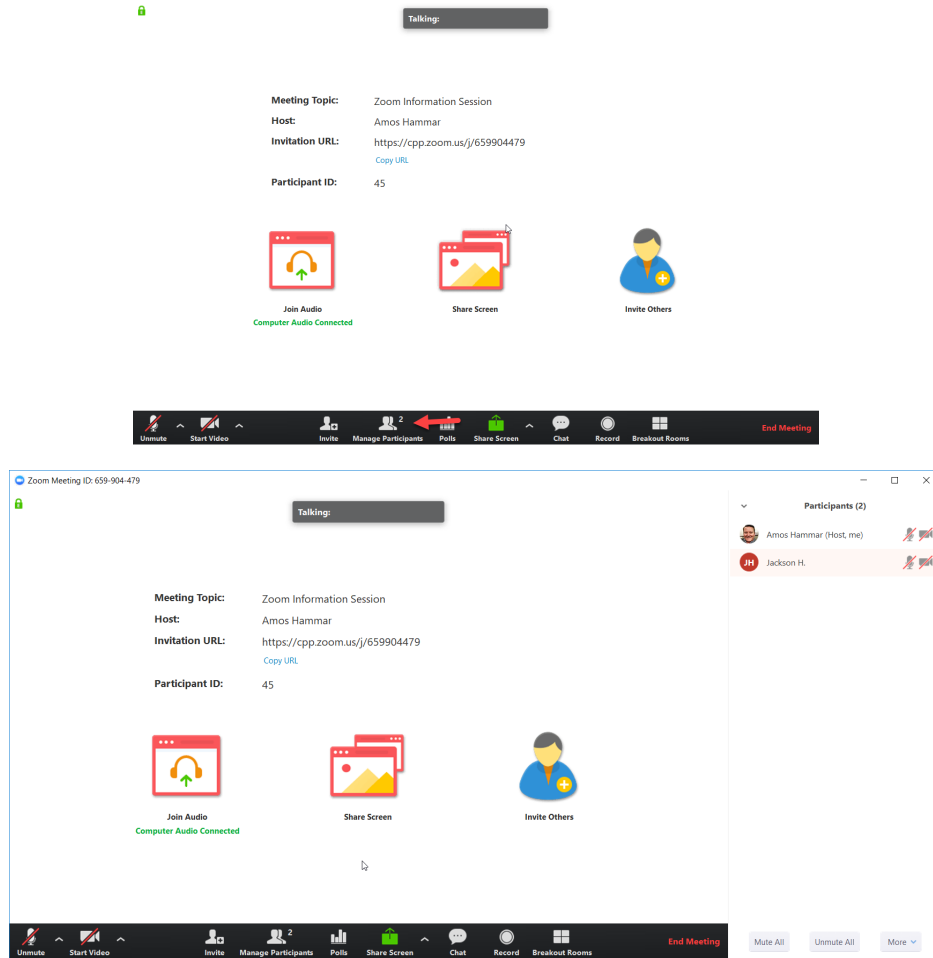 Talking:
Meeting Topic: Zoom Information Session
Host: Amos Hammar
Invitation URL: https://cpp.zoom.us/j/659904479
Copy URL
Participant ID: 45
Join Audio Share Screen Invite Others
Computer Audio Connected
2
Unmute Start Video Invite Manage Participants Polls Share Screen Chat Record Breakout Rooms End Meeting
Zoom Meeting ID: 659-904-479
Talking:
Participants (2)
Amos Hammar (Host, me)
JH Jackson H.
Meeting Topic: Zoom Information Session
Host: Amos Hammar
Invitation URL: https://cpp.zoom.us/j/659904479
Copy URL
Participant ID: 45
Join Audio Share Screen Invite Others
Computer Audio Connected
2
Unmute Start Video Invite Manage Participants Polls Share Screen Chat Record Breakout Rooms End Meeting
Mute All Unmute All More